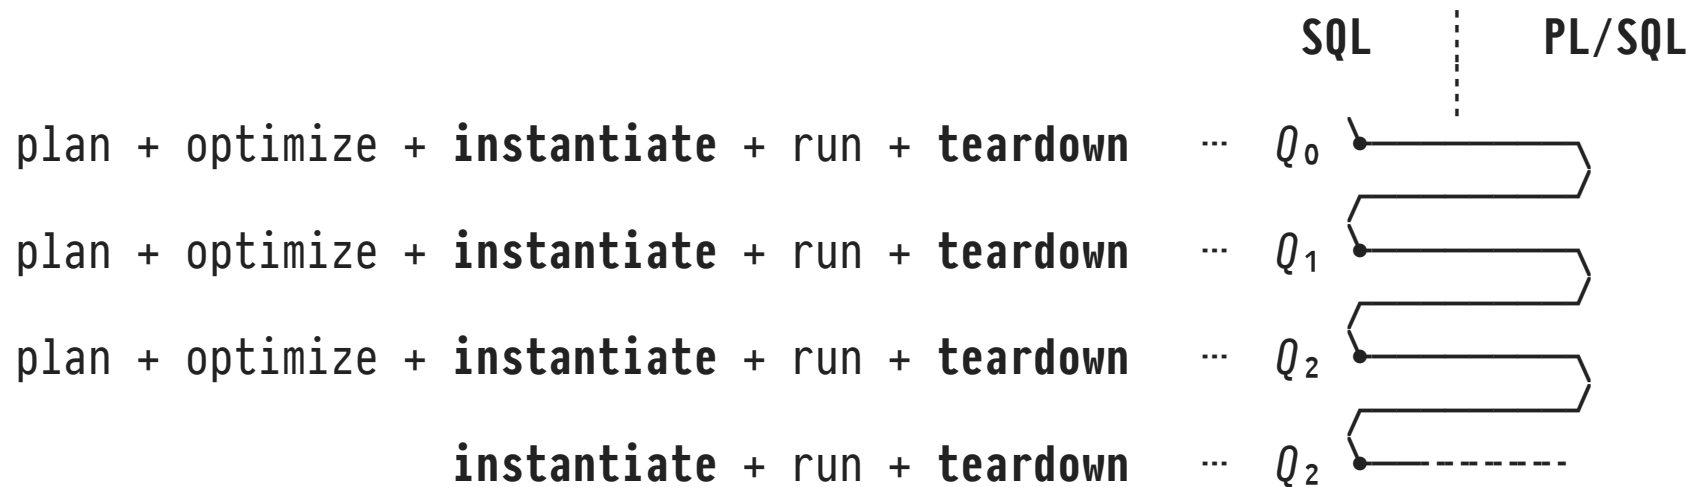 SQL PL/SQL
plan + optimize + instantiate + run + teardown ... Q0
plan + optimize + instantiate + run + teardown ... Q1
plan + optimize + instantiate + run + teardown ... Q2
instantiate + run + teardown ... Q2